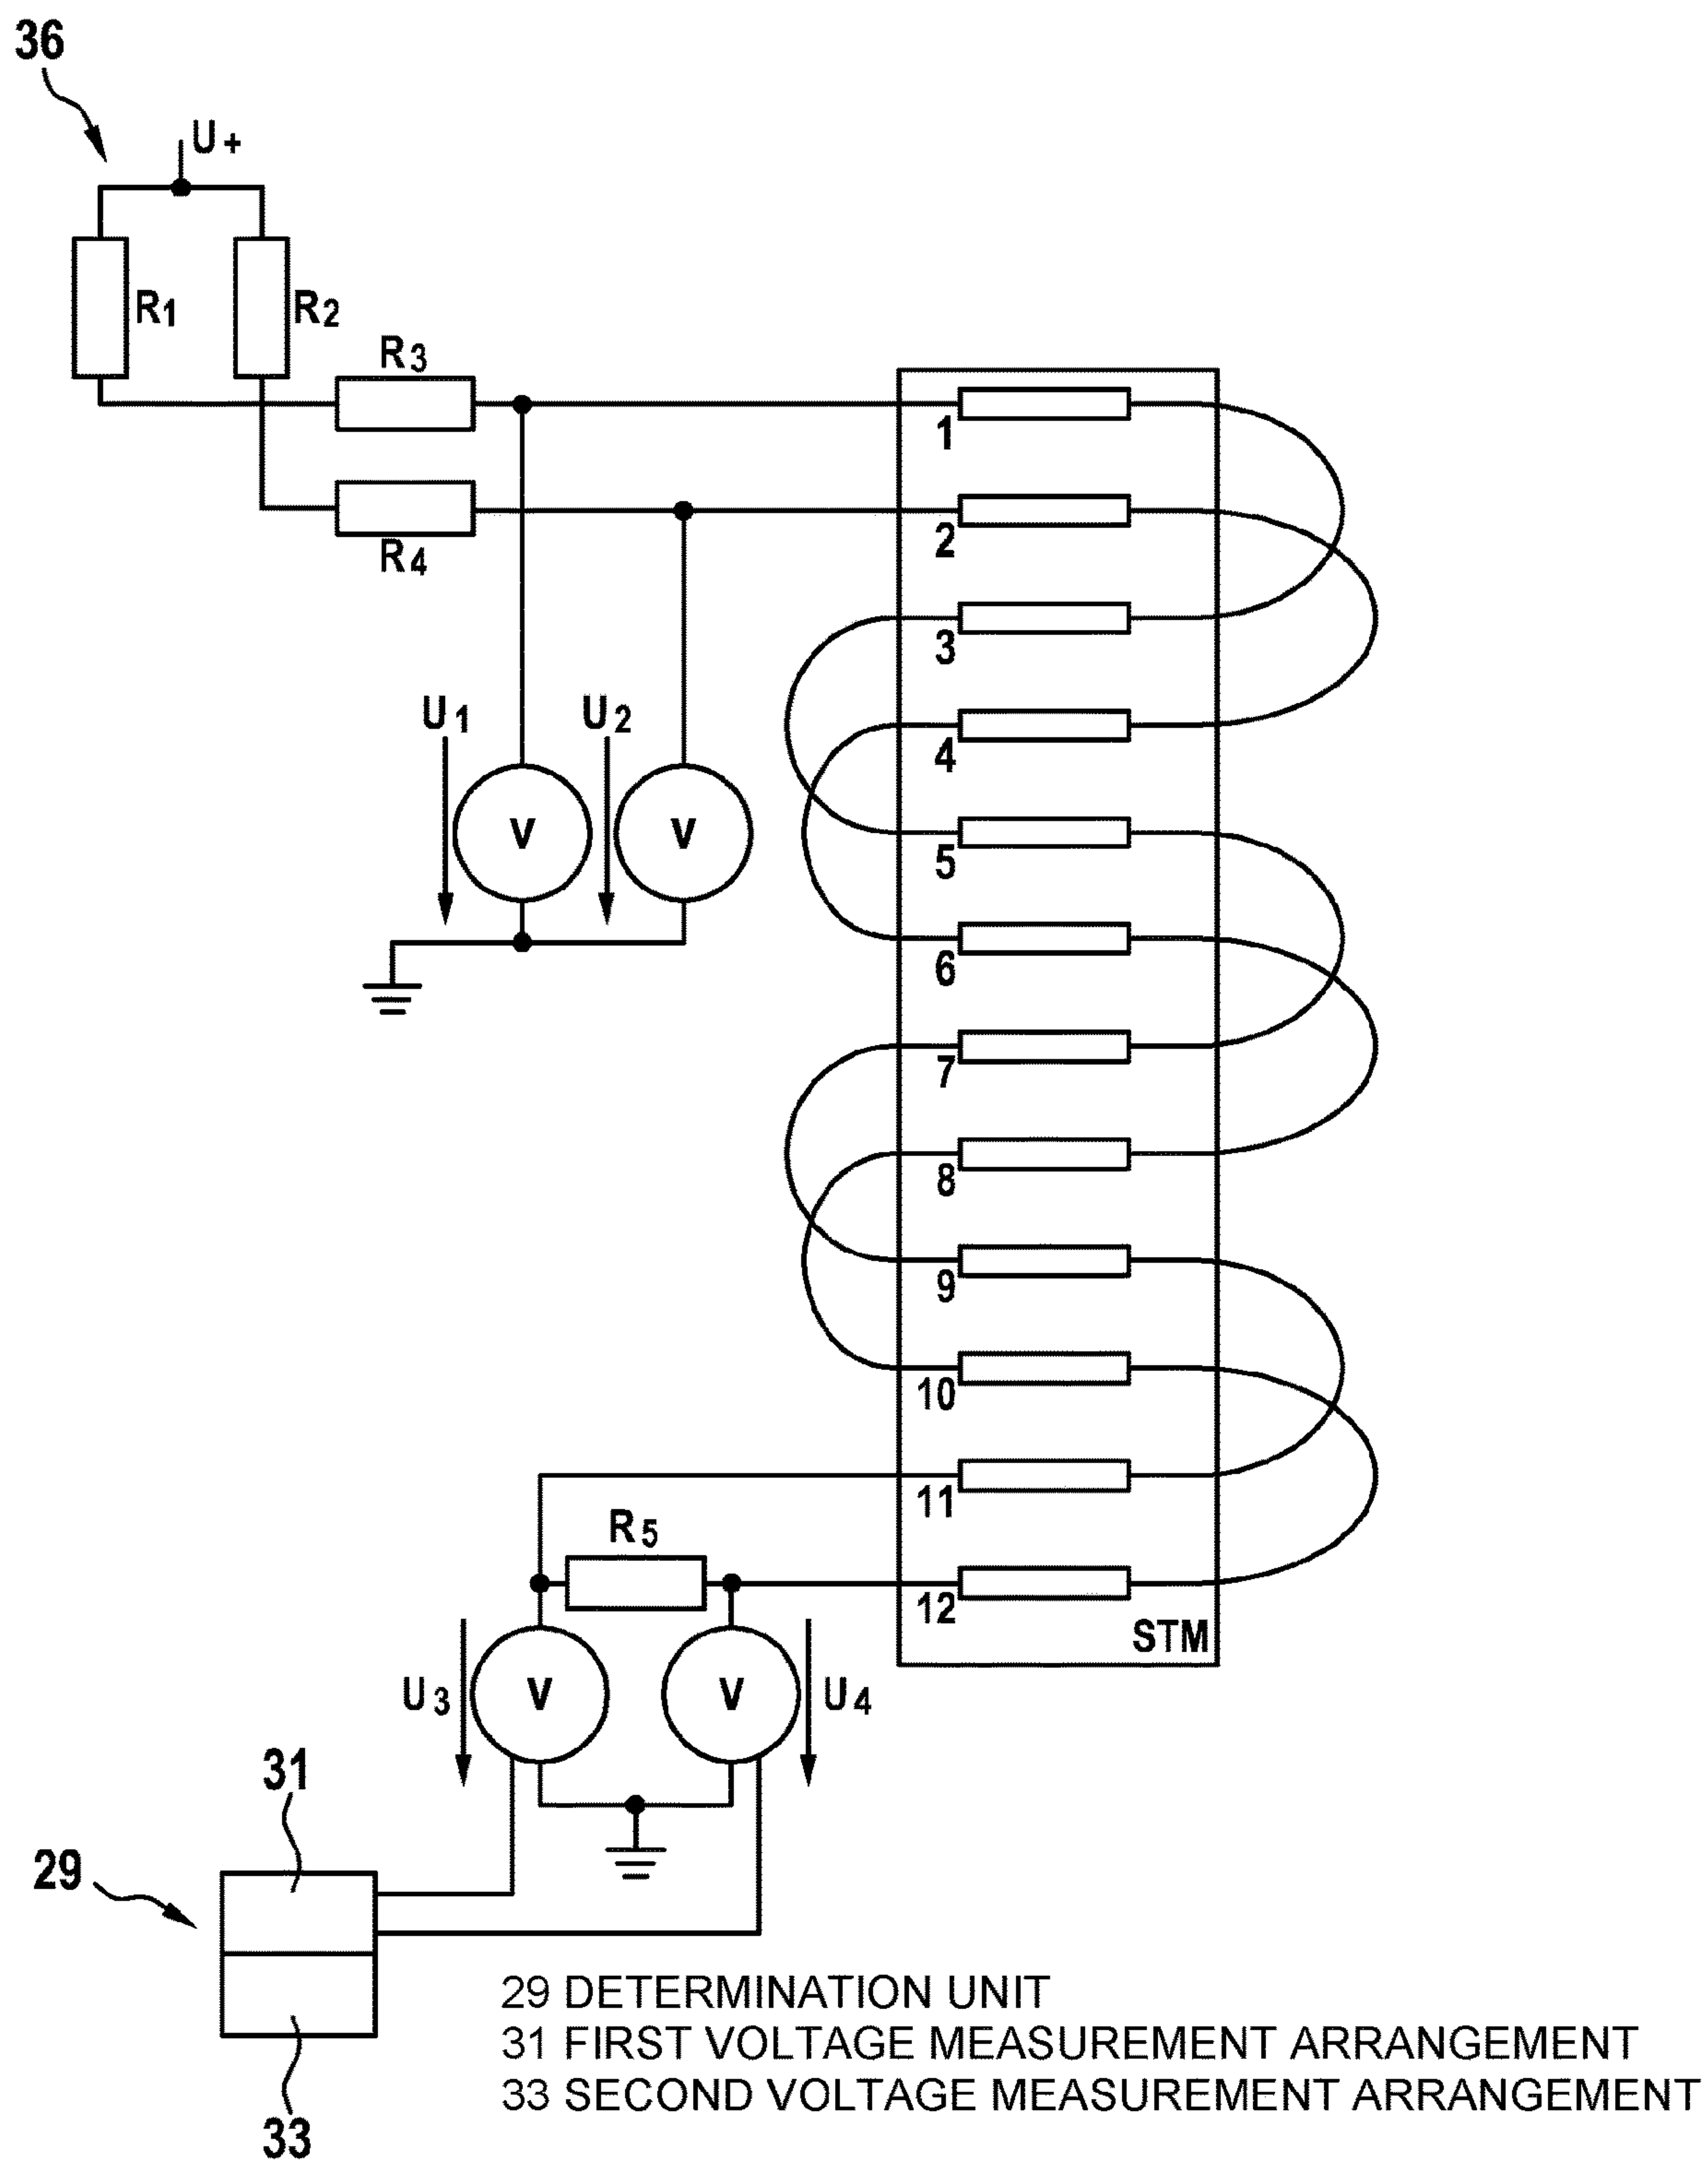 36
U+
R1
R2
R3
R4
1
2
3
4
U1
U2
V
V
5
6
7
8
9
10
11
R5
12
STM
U3
V
V
U4
31
29
33
29 DETERMINATION UNIT
31 FIRST VOLTAGE MEASUREMENT ARRANGEMENT
33 SECOND VOLTAGE MEASUREMENT ARRANGEMENT